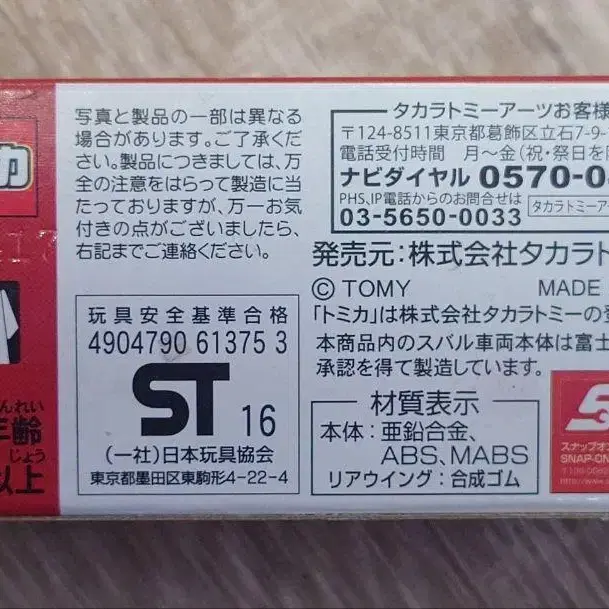 カ
写真と製品の一部は異なる
場合があります。ご了承くださ
い。製品につきましては、万
全の注意をはらって製造に当
たっておりますが、万一お気
付きの点がございましたら、
右記までご連絡ください。
タカラトミーアーツお客様
〒124-8511東京都葛飾区立石7-9-
電話受付時間 月〜金(祝・祭日を
ナビダイヤル 0570-0
PHS、IP電話からのお問合せは
03-5650-0033
タカラトミーア
発売元:株式会社タカラト
© TOMY MADE
「トミカ」は株式会社タカラトミーの
本商品内のスバル車両本体は富士
承認を得て製造しています。
玩具安全基準合格
4904790 61375 3
ST 16
(一社)日本玩具協会
東京都墨田区東駒形4-22-4
材質表示
本体:亜鉛合金、
ABS、MABS
リアウイング:合成ゴム
んれい
年齢
じょう
以上
スナップオ
SNAP-ON